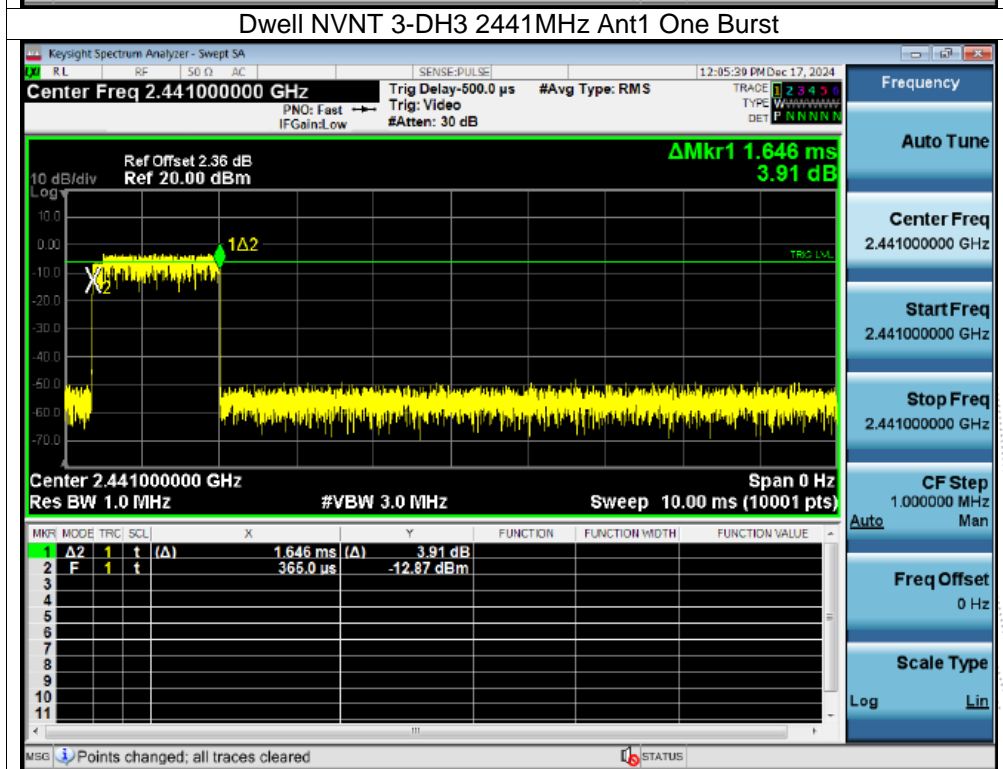 Dwell NVNT 3-DH3 2441MHz Ant1 One Burst
Keysight Spectrum Analyzer - Swept SA
RL RF 50 Ω AC SENSE:PULSE 12:05:39 PM Dec 17, 2024
Center Freq 2.441000000 GHz
PNO: Fast
IFGain:Low
Trig Delay-500.0 µs
Trig: Video
#Atten: 30 dB
#Avg Type: RMS
TRACE 1 2 3 4 5 6
TYPE WWWWWW
DET P N N N N N
Frequency
Auto Tune
Center Freq
2.441000000 GHz
Start Freq
2.441000000 GHz
Stop Freq
2.441000000 GHz
CF Step
1.000000 MHz
Auto Man
Freq Offset
0 Hz
Scale Type
Log Lin
ΔMkr1 1.646 ms
3.91 dB
Ref Offset 2.36 dB
10 dB/div Ref 20.00 dBm
Log
10.0
0.00
-10.0
-20.0
-30.0
-40.0
-50.0
-60.0
-70.0
1Δ2
2
TRIG LVL
Center 2.441000000 GHz Span 0 Hz
Res BW 1.0 MHz #VBW 3.0 MHz Sweep 10.00 ms (10001 pts)
MKR MODE TRC SCL X Y FUNCTION FUNCTION WIDTH FUNCTION VALUE
1 Δ2 1 t (Δ) 1.646 ms (Δ) 3.91 dB
2 F 1 t 365.0 µs -12.87 dBm
3
4
5
6
7
8
9
10
11
MSG Points changed; all traces cleared STATUS